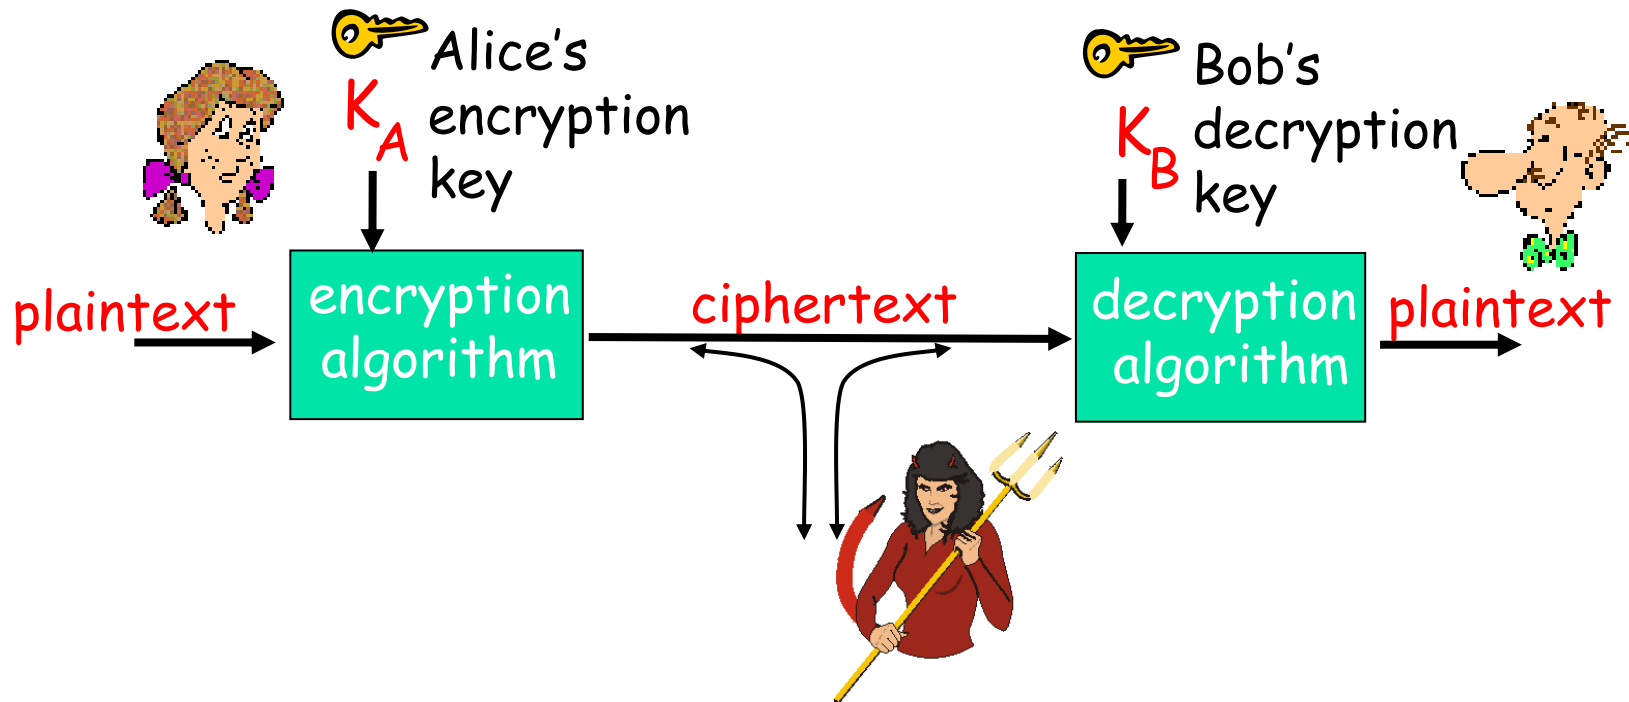 Alice's
encryption
key
K
A
Bob's
decryption
key
K
B
plaintext
encryption
algorithm
ciphertext
decryption
algorithm
plaintext